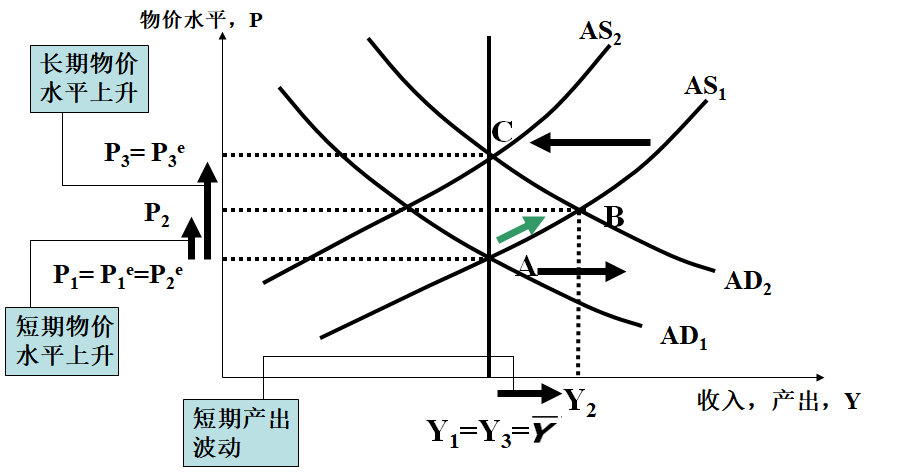 物价水平，P
AS₂
长期物价
水平上升
AS₁
C
P₃= P₃ᵉ
P₂
B
A
P₁= P₁ᵉ=P₂ᵉ
AD₂
短期物价
水平上升
AD₁
短期产出
波动
Y₂
收入，产出，Y
Y₁=Y₃=Y̅